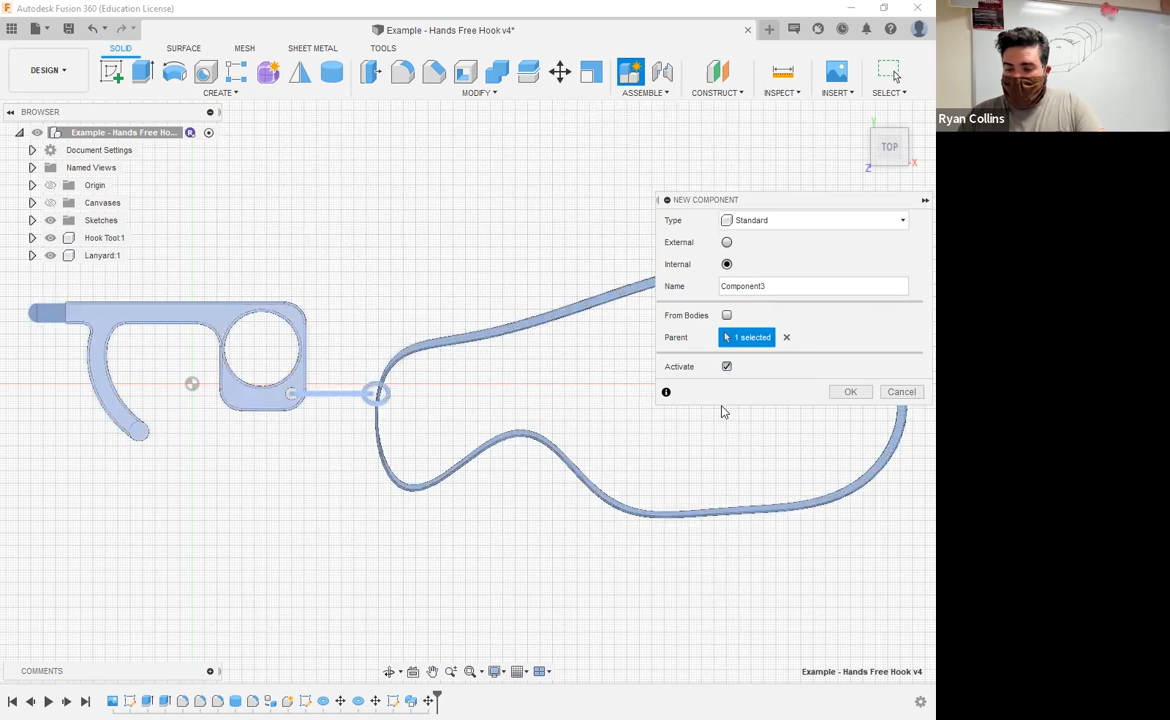 Autodesk Fusion 360 (Education License)
Example - Hands Free Hook v4*
DESIGN
SOLID
SURFACE
MESH
SHEET METAL
TOOLS
CREATE
MODIFY
ASSEMBLE
CONSTRUCT
INSPECT
INSERT
SELECT
Ryan Collins
BROWSER
Example - Hands Free Ho...
R
Document Settings
Named Views
Origin
Canvases
Sketches
Hook Tool:1
Lanyard:1
Y
TOP
X
Z
NEW COMPONENT
Type
Standard
External
Internal
Name
Component3
From Bodies
Parent
1 selected
Activate
OK
Cancel
COMMENTS
Example - Hands Free Hook v4